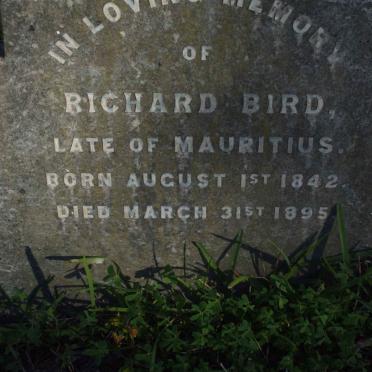 IN LOVING MEMORY
OF
RICHARD BIRD,
LATE OF MAURITIUS.
BORN AUGUST 1ST 1842.
DIED MARCH 31ST 1895